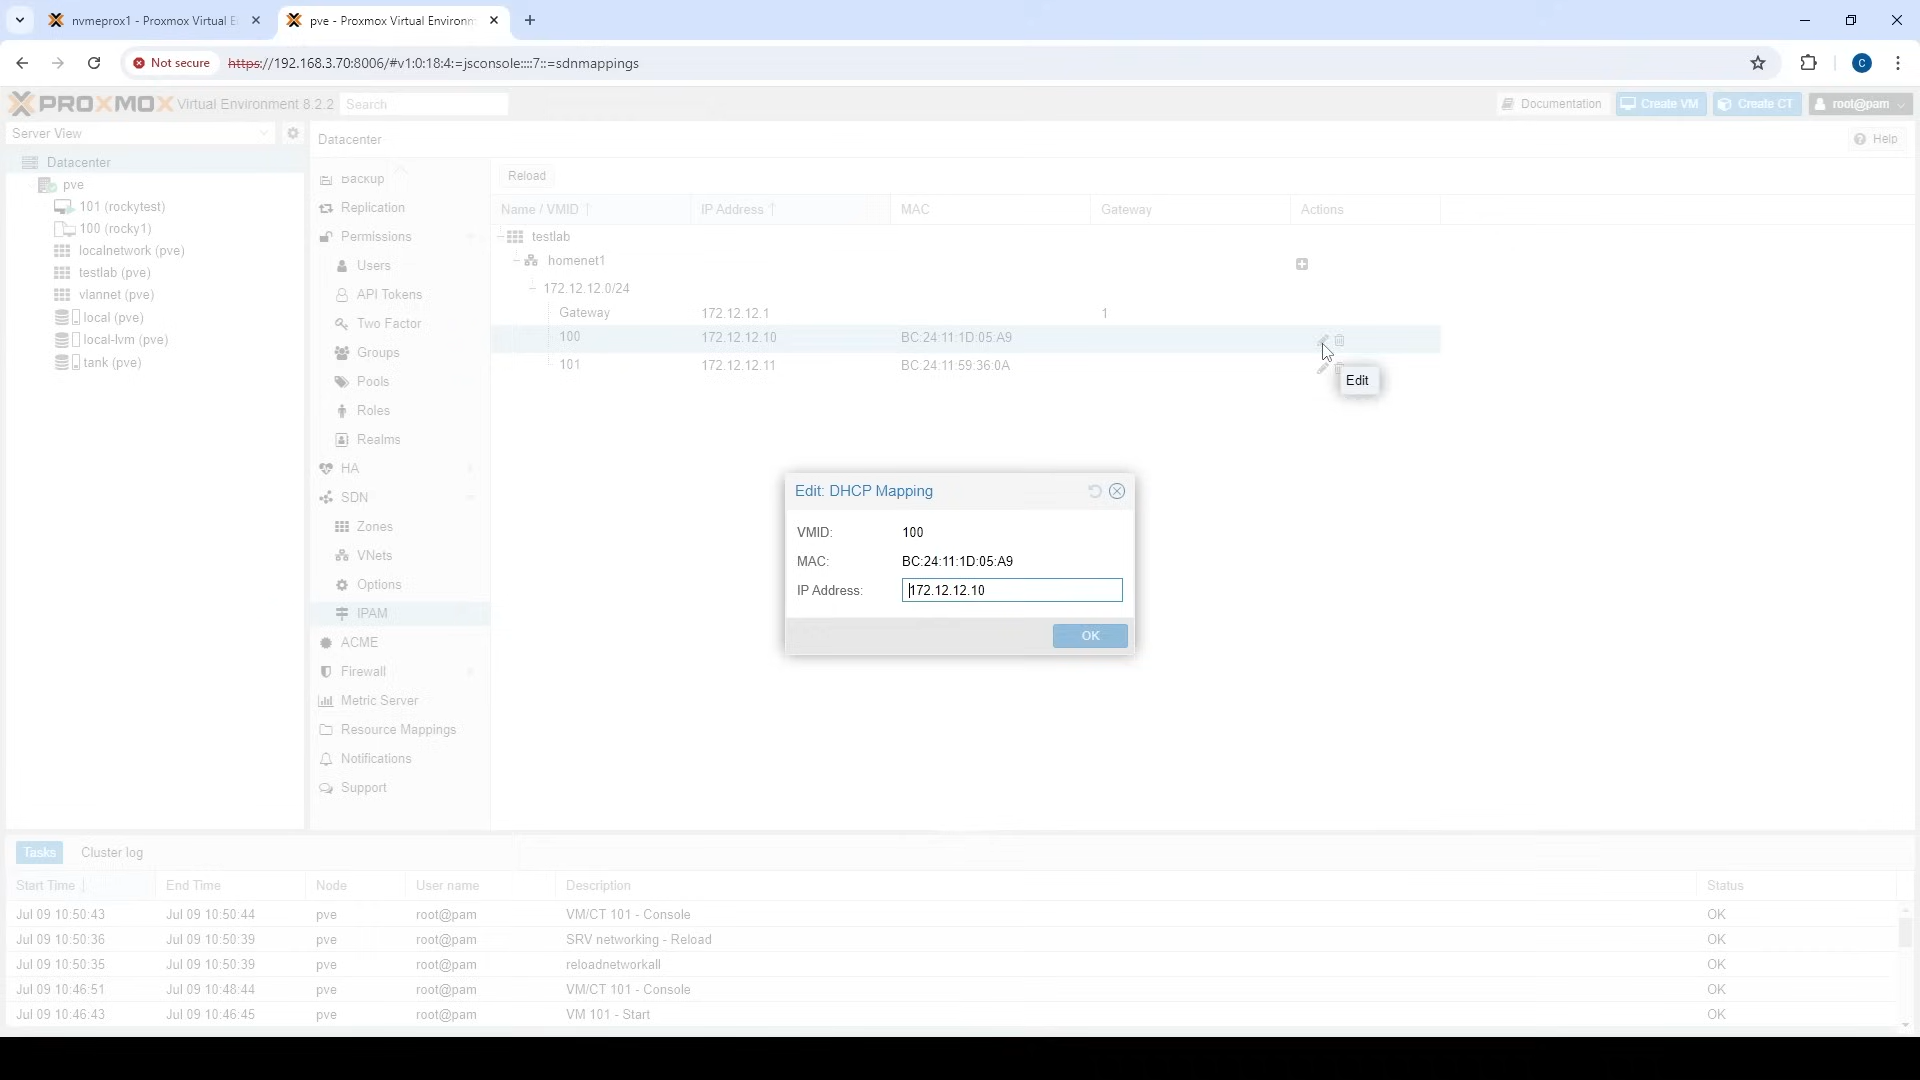 nvmeprox1 - Proxmox Virtual E
pve - Proxmox Virtual Environm
Not secure
https://192.168.3.70:8006/#v1:0:18:4:=jsconsole::::7::=sdnmappings
C
PROXMOX Virtual Environment 8.2.2
Search
Documentation
Create VM
Create CT
root@pam
Server View
Datacenter
pve
101 (rockytest)
100 (rocky1)
localnetwork (pve)
testlab (pve)
vlannet (pve)
local (pve)
local-lvm (pve)
tank (pve)
Datacenter
Help
Backup
Replication
Permissions
Users
API Tokens
Two Factor
Groups
Pools
Roles
Realms
HA
SDN
Zones
VNets
Options
IPAM
ACME
Firewall
Metric Server
Resource Mappings
Notifications
Support
Reload
Name / VMID IP Address MAC Gateway Actions
testlab
homenet1
172.12.12.0/24
Gateway 172.12.12.1 1
100 172.12.12.10 BC:24:11:1D:05:A9
101 172.12.12.11 BC:24:11:59:36:0A
Edit
Edit: DHCP Mapping
VMID: 100
MAC: BC:24:11:1D:05:A9
IP Address: 172.12.12.10
OK
Tasks Cluster log
Start Time End Time Node User name Description Status
Jul 09 10:50:43 Jul 09 10:50:44 pve root@pam VM/CT 101 - Console OK
Jul 09 10:50:36 Jul 09 10:50:39 pve root@pam SRV networking - Reload OK
Jul 09 10:50:35 Jul 09 10:50:39 pve root@pam reloadnetworkall OK
Jul 09 10:46:51 Jul 09 10:48:44 pve root@pam VM/CT 101 - Console OK
Jul 09 10:46:43 Jul 09 10:46:45 pve root@pam VM 101 - Start OK